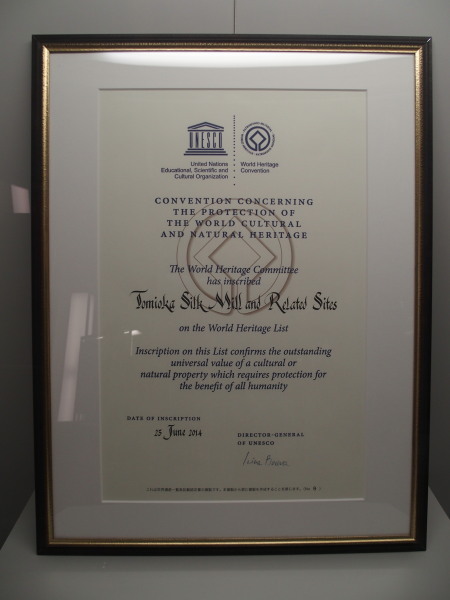 UNESCO
United Nations
Educational, Scientific and
Cultural Organization
World Heritage
Convention
CONVENTION CONCERNING
THE PROTECTION OF
THE WORLD CULTURAL
AND NATURAL HERITAGE
The World Heritage Committee
has inscribed
Tomioka Silk Mill and Related Sites
on the World Heritage List
Inscription on this List confirms the outstanding
universal value of a cultural or
natural property which requires protection for
the benefit of all humanity
DATE OF INSCRIPTION
25 June 2014
DIRECTOR-GENERAL
OF UNESCO